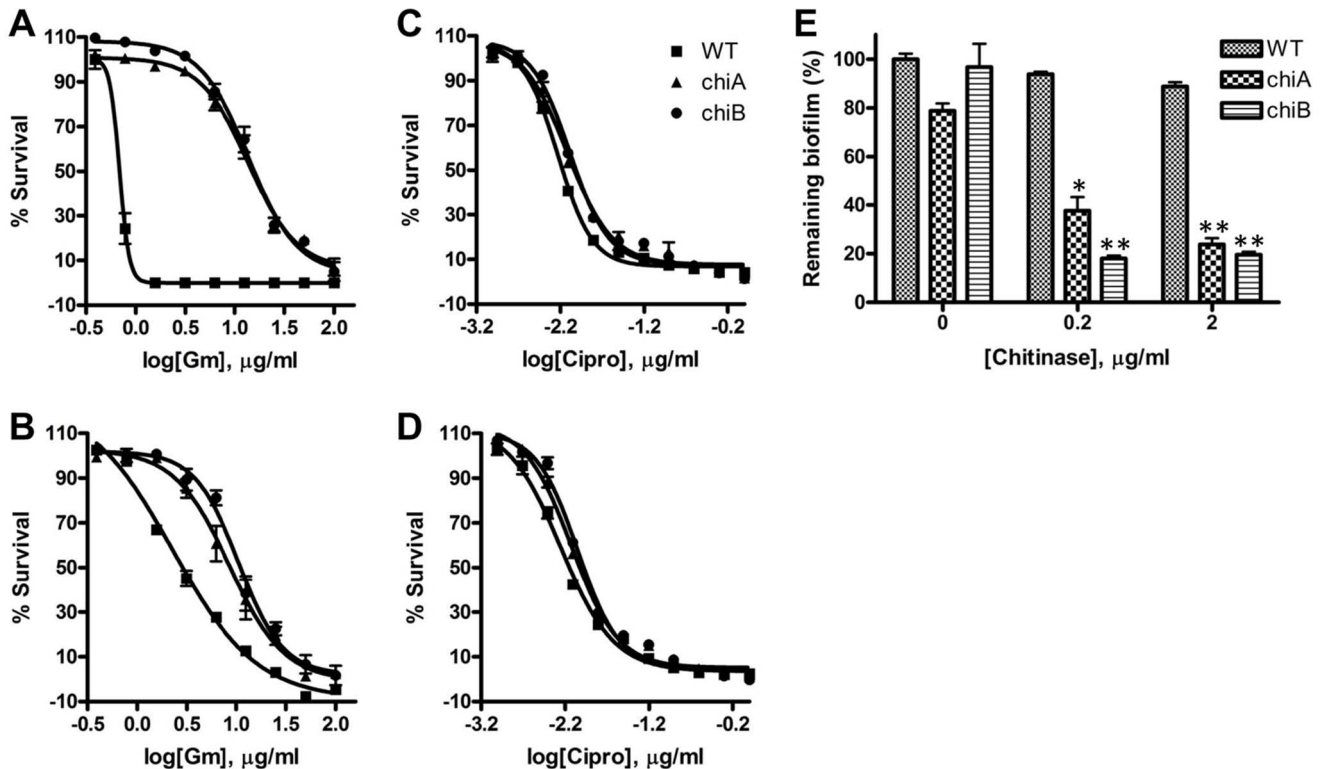 A
110
90
70
50
30
10
-10
% Survival
-0.5 0.0 0.5 1.0 1.5 2.0
log[Gm], μg/ml
C
WT
chiA
chiB
110
90
70
50
30
10
-10
% Survival
-3.2 -2.2 -1.2 -0.2
log[Cipro], μg/ml
E
WT
chiA
chiB
100
80
60
40
20
0
Remaining biofilm (%)
* ** ** **
0 0.2 2
[Chitinase], μg/ml
B
110
90
70
50
30
10
-10
% Survival
-0.5 0.0 0.5 1.0 1.5 2.0
log[Gm], μg/ml
D
110
90
70
50
30
10
-10
% Survival
-3.2 -2.2 -1.2 -0.2
log[Cipro], μg/ml